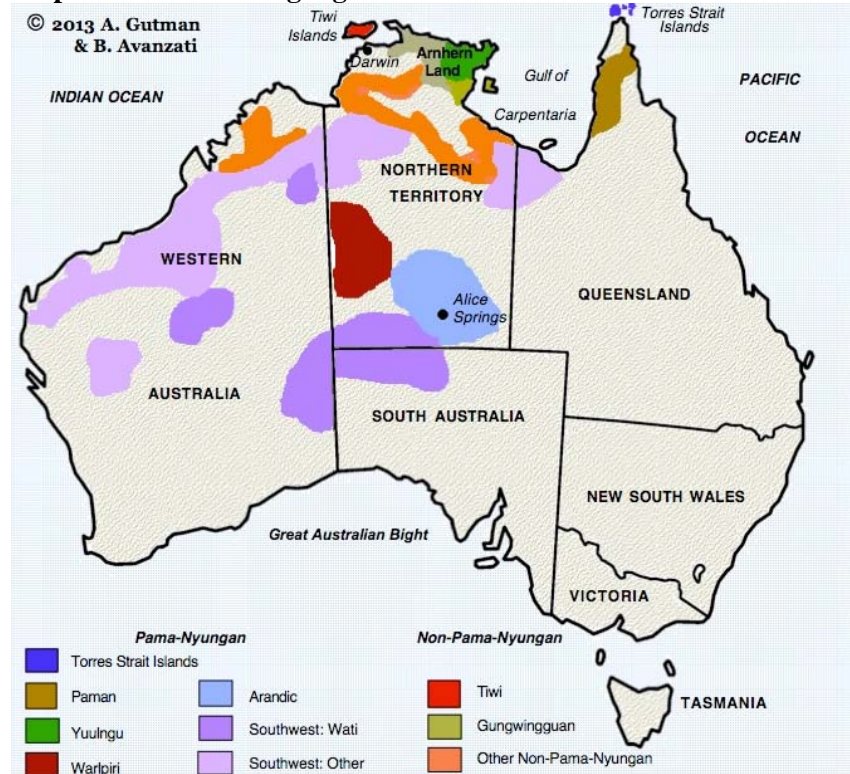 © 2013 A. Gutman
& B. Avanzati
Tiwi
Islands
Torres Strait
Islands
Darwin
Arnhern
Land
Gulf of
Carpentaria
PACIFIC
OCEAN
INDIAN OCEAN
NORTHERN
TERRITORY
WESTERN
AUSTRALIA
Alice
Springs
QUEENSLAND
SOUTH AUSTRALIA
NEW SOUTH WALES
Great Australian Bight
VICTORIA
TASMANIA
Pama-Nyungan
Torres Strait Islands
Paman
Yuulngu
Warlpiri
Arandic
Southwest: Wati
Southwest: Other
Non-Pama-Nyungan
Tiwi
Gungwingguan
Other Non-Pama-Nyungan